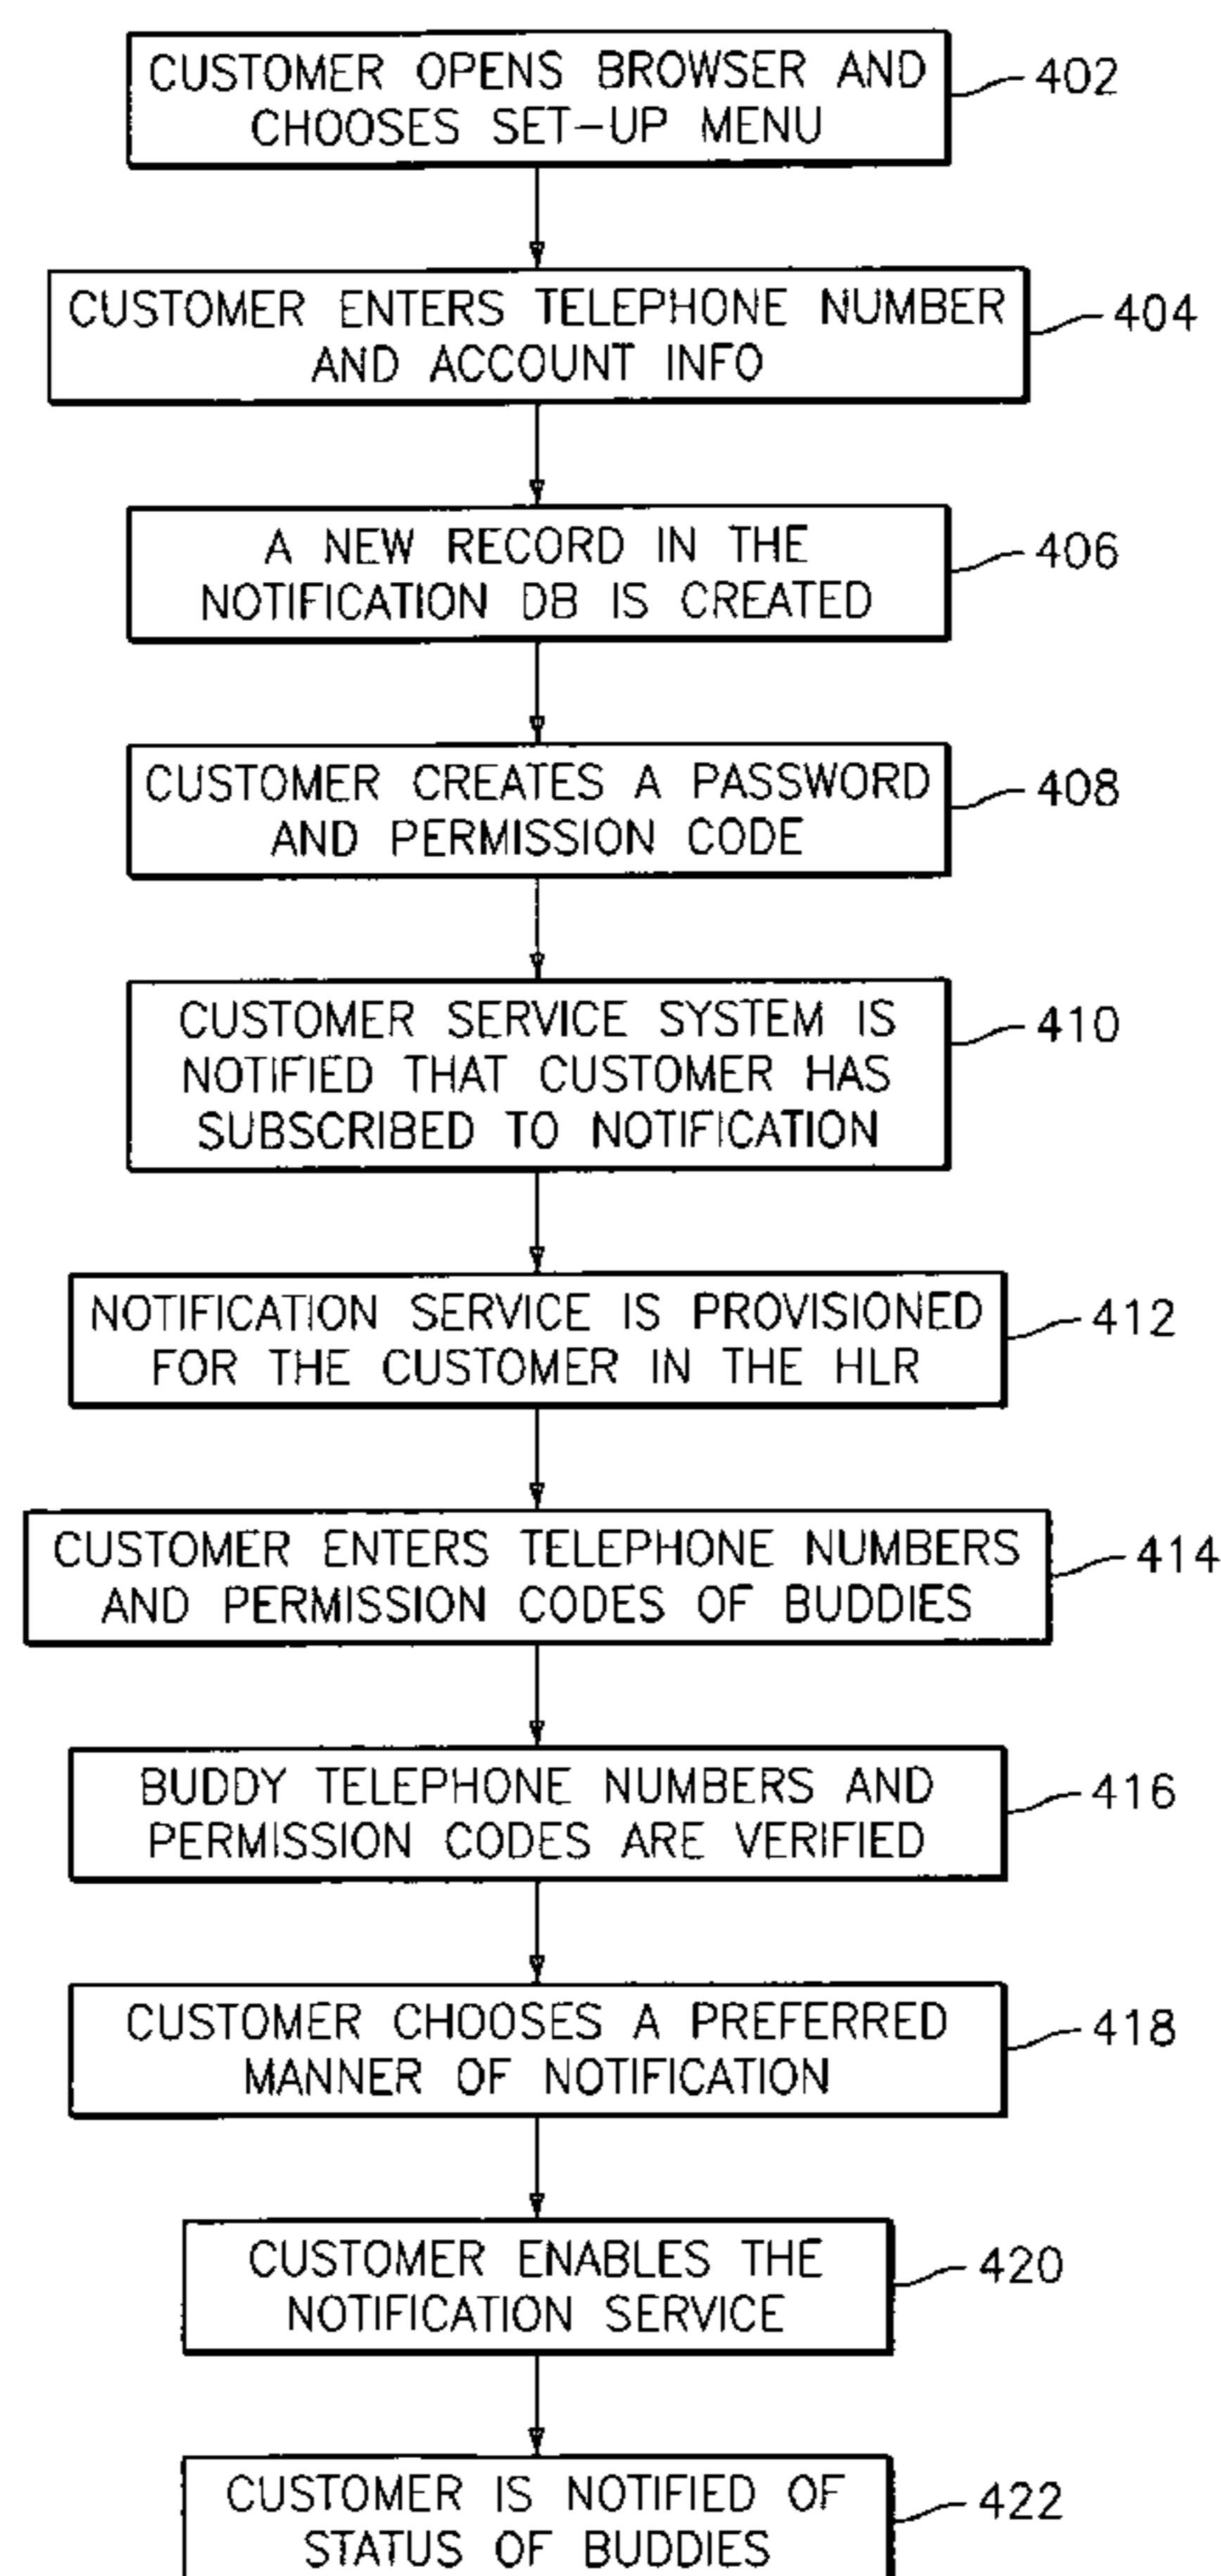 CUSTOMER OPENS BROWSER AND
CHOOSES SET-UP MENU
402
CUSTOMER ENTERS TELEPHONE NUMBER
AND ACCOUNT INFO
404
A NEW RECORD IN THE
NOTIFICATION DB IS CREATED
406
CUSTOMER CREATES A PASSWORD
AND PERMISSION CODE
408
CUSTOMER SERVICE SYSTEM IS
NOTIFIED THAT CUSTOMER HAS
SUBSCRIBED TO NOTIFICATION
410
NOTIFICATION SERVICE IS PROVISIONED
FOR THE CUSTOMER IN THE HLR
412
CUSTOMER ENTERS TELEPHONE NUMBERS
AND PERMISSION CODES OF BUDDIES
414
BUDDY TELEPHONE NUMBERS AND
PERMISSION CODES ARE VERIFIED
416
CUSTOMER CHOOSES A PREFERRED
MANNER OF NOTIFICATION
418
CUSTOMER ENABLES THE
NOTIFICATION SERVICE
420
CUSTOMER IS NOTIFIED OF
STATUS OF BUDDIES
422